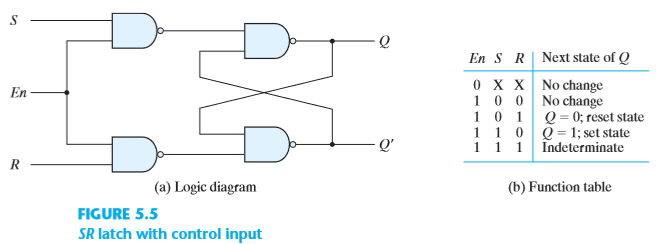 S
En
R
Q
Q'
(a) Logic diagram
En S R Next state of Q
0 X X No change
1 0 0 No change
1 0 1 Q = 0; reset state
1 1 0 Q = 1; set state
1 1 1 Indeterminate
(b) Function table
FIGURE 5.5
SR latch with control input